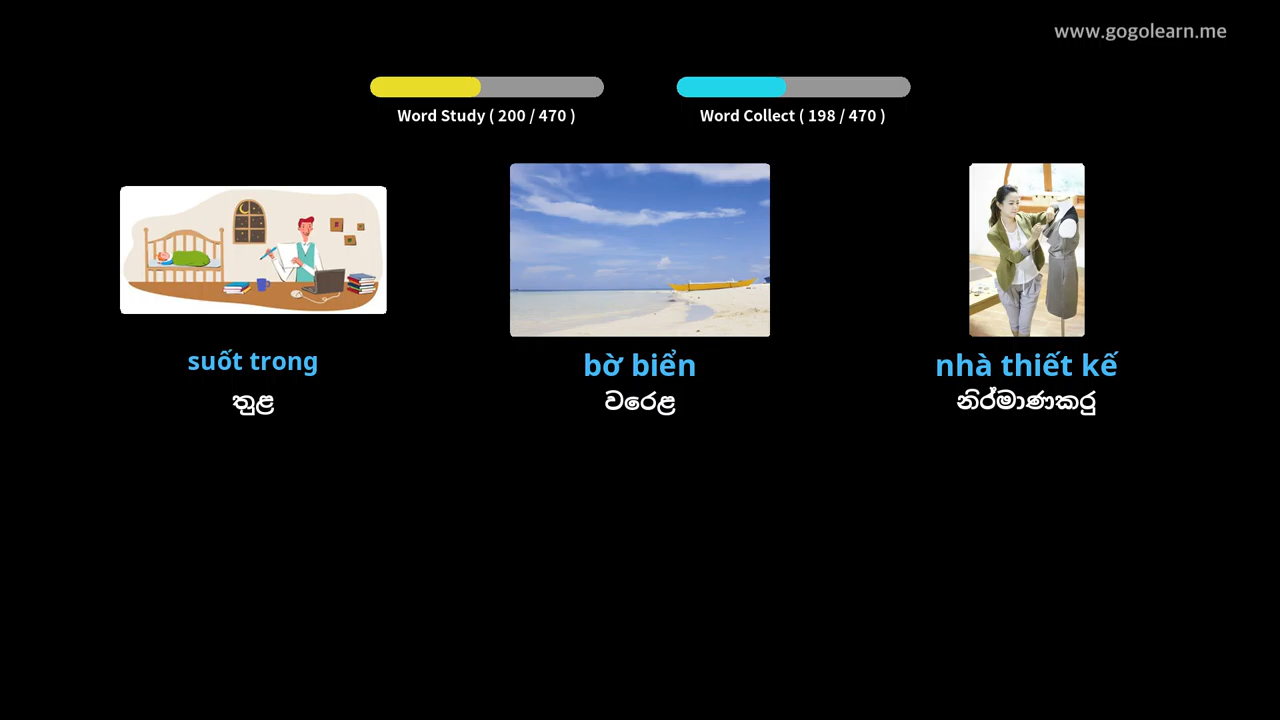 www.gogolearn.me
Word Study ( 200 / 470 )
Word Collect ( 198 / 470 )
suốt trong
තුළ
bờ biển
වෙරළ
nhà thiết kế
නිර්මාණකරු